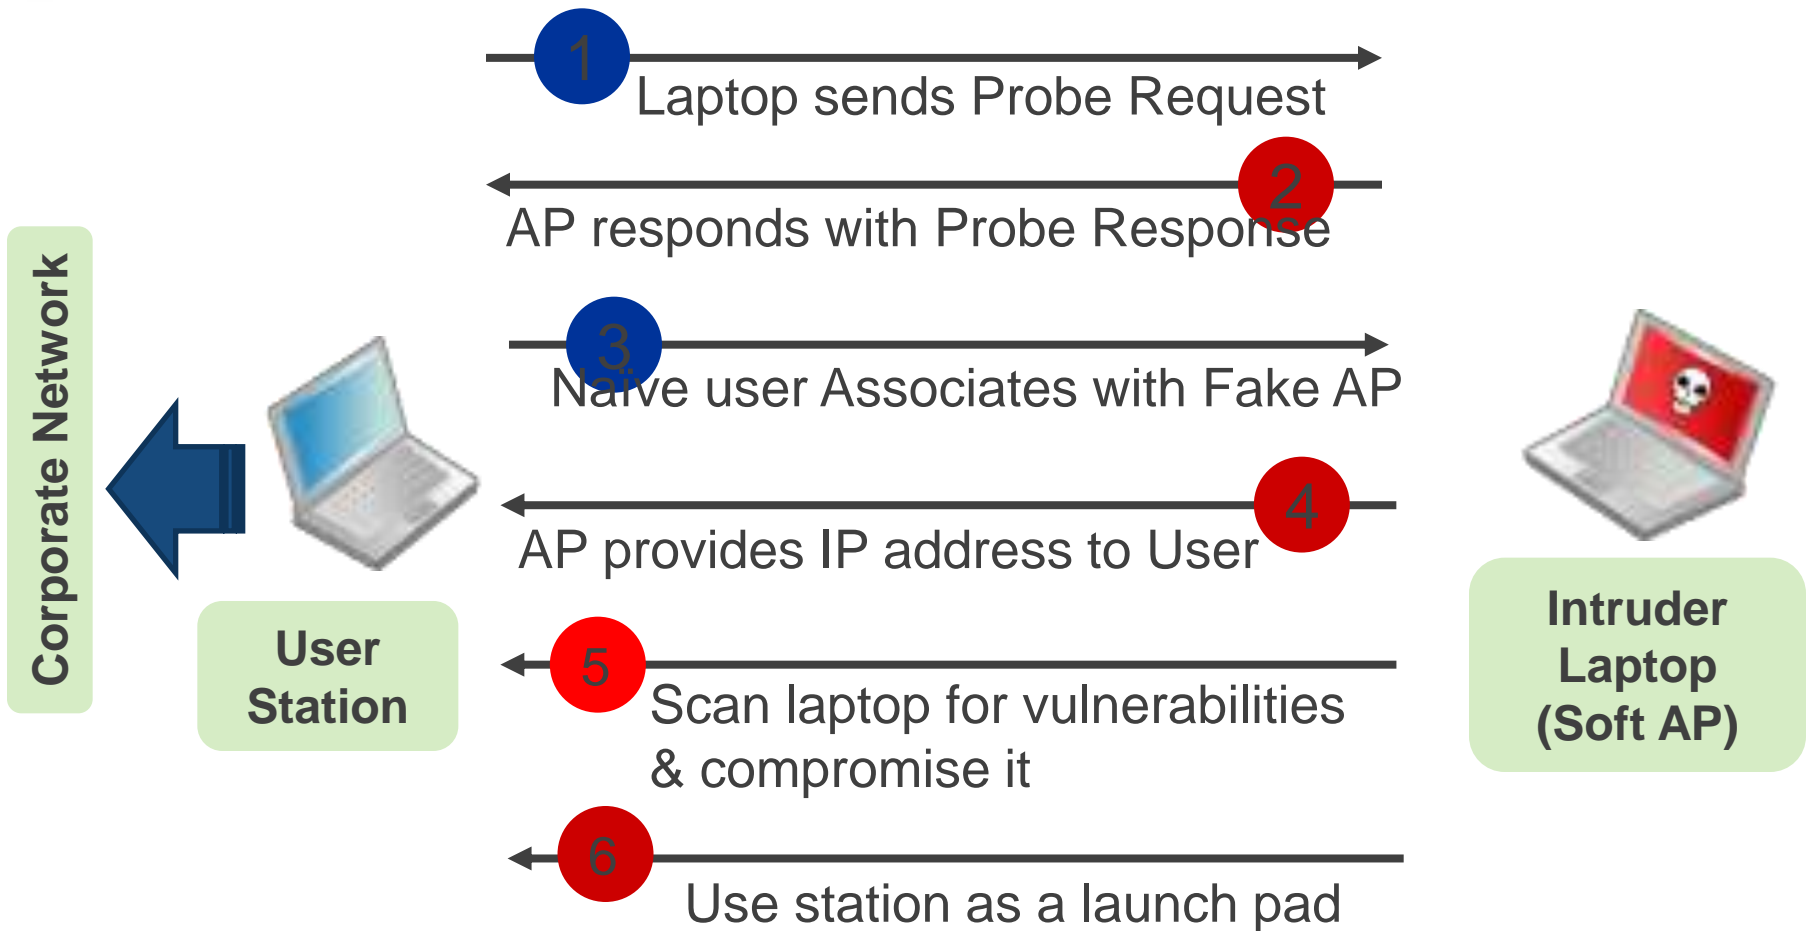 1
Laptop sends Probe Request
2
AP responds with Probe Response
3
Naïve user Associates with Fake AP
4
AP provides IP address to User
5
Scan laptop for vulnerabilities
& compromise it
6
Use station as a launch pad
Corporate Network
User
Station
Intruder
Laptop
(Soft AP)